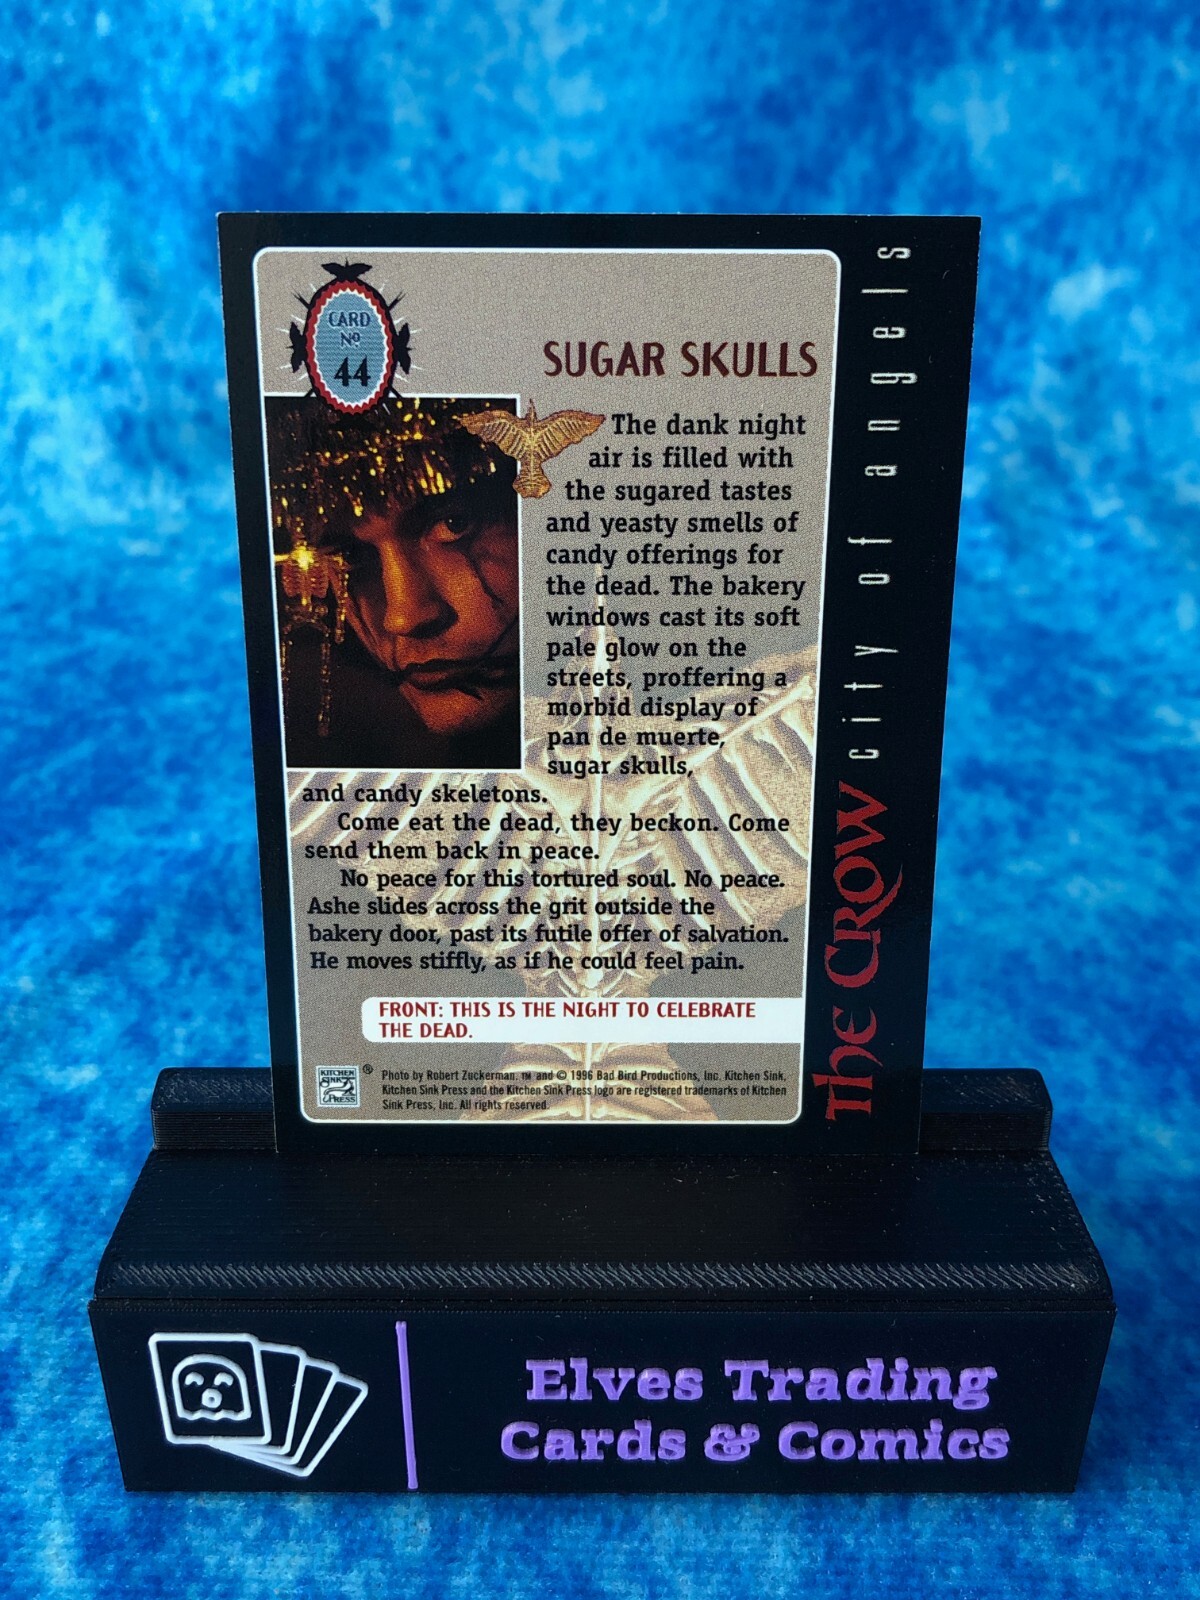 CARD
Nº
44
SUGAR SKULLS
The dank night
air is filled with
the sugared tastes
and yeasty smells of
candy offerings for
the dead. The bakery
windows cast its soft
pale glow on the
streets, proffering a
morbid display of
pan de muerte,
sugar skulls,
and candy skeletons.
Come eat the dead, they beckon. Come
send them back in peace.
No peace for this tortured soul. No peace.
Ashe slides across the grit outside the
bakery door, past its futile offer of salvation.
He moves stiffly, as if he could feel pain.
FRONT: THIS IS THE NIGHT TO CELEBRATE
THE DEAD.
KITCHEN
SINK
PRESS
®
Photo by Robert Zuckerman. ™ and © 1996 Bad Bird Productions, Inc. Kitchen Sink,
Kitchen Sink Press and the Kitchen Sink Press logo are registered trademarks of Kitchen
Sink Press, Inc. All rights reserved.
The CROW city of angels
Elves Trading
Cards & Comics